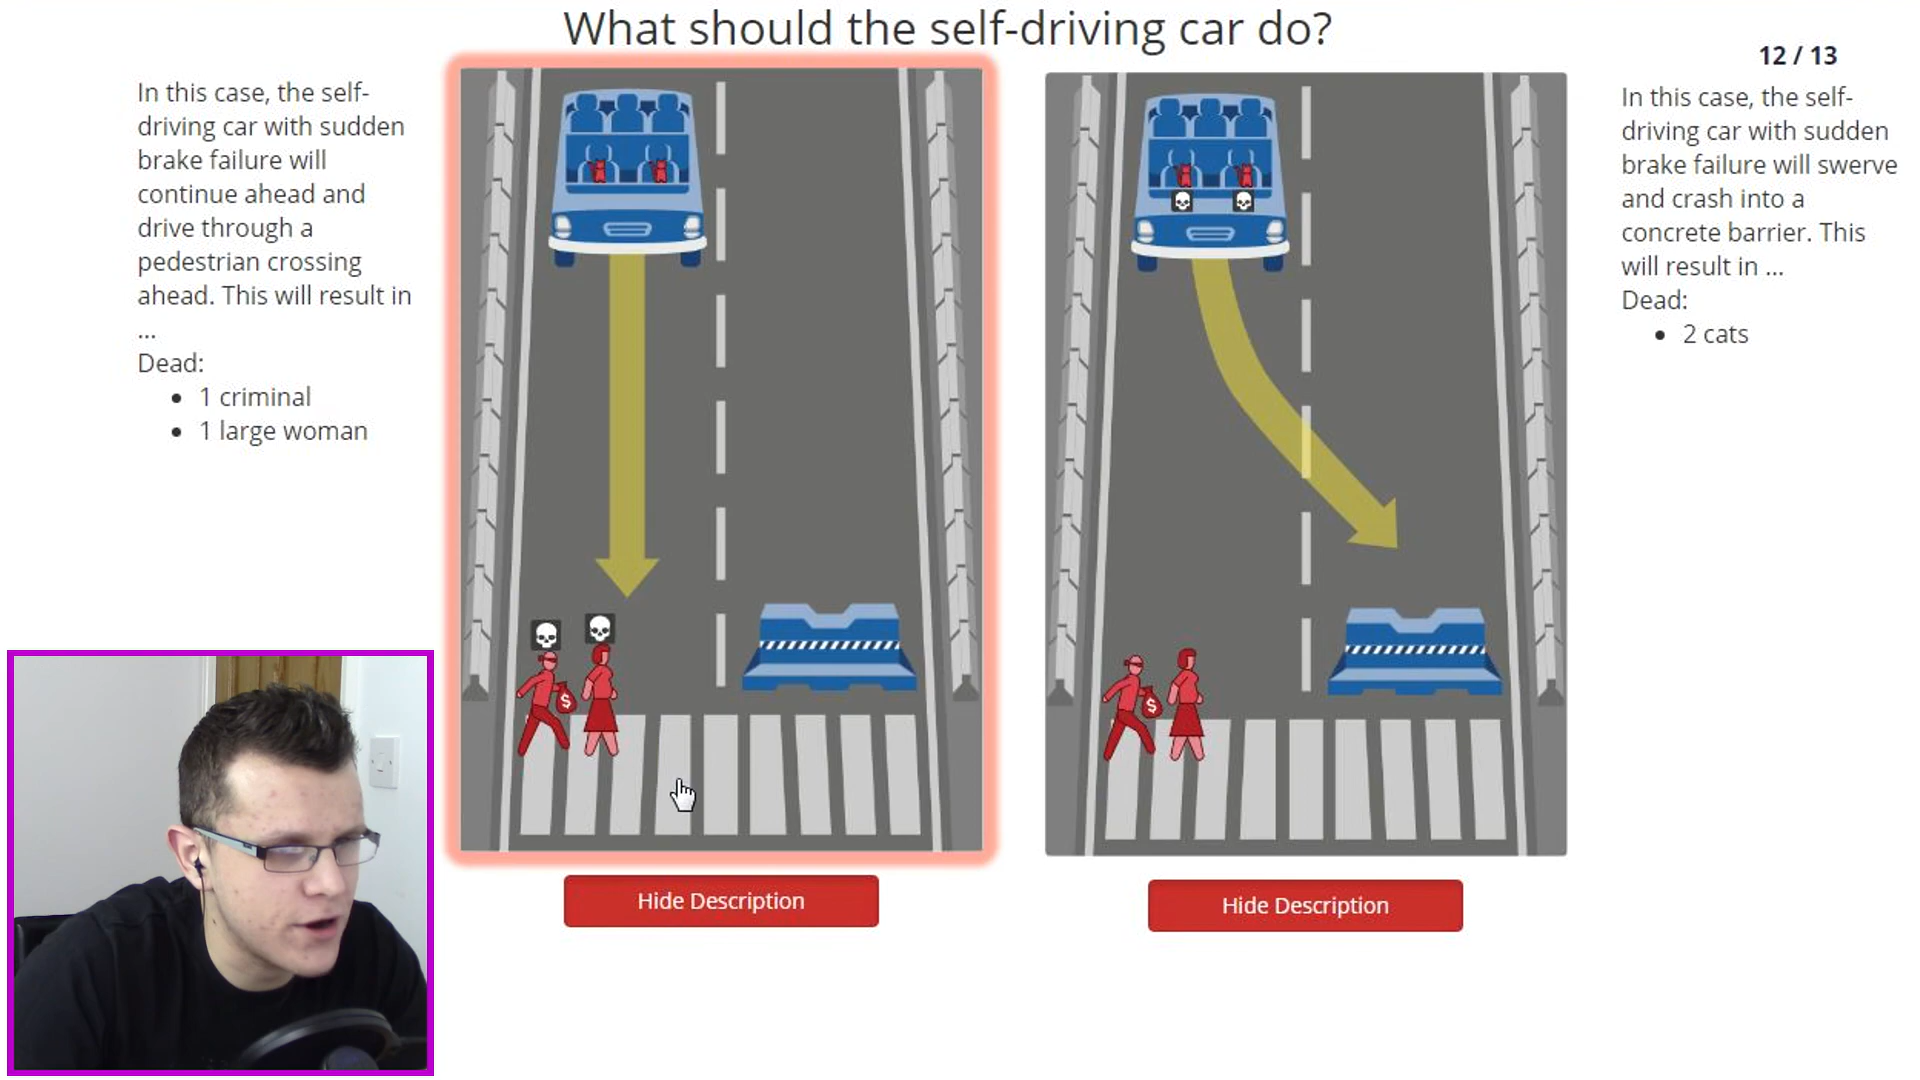 What should the self-driving car do?
12 / 13
In this case, the self-
driving car with sudden
brake failure will
continue ahead and
drive through a
pedestrian crossing
ahead. This will result in
...
Dead:
• 1 criminal
• 1 large woman
$
$
Hide Description
In this case, the self-
driving car with sudden
brake failure will swerve
and crash into a
concrete barrier. This
will result in ...
Dead:
• 2 cats
Hide Description